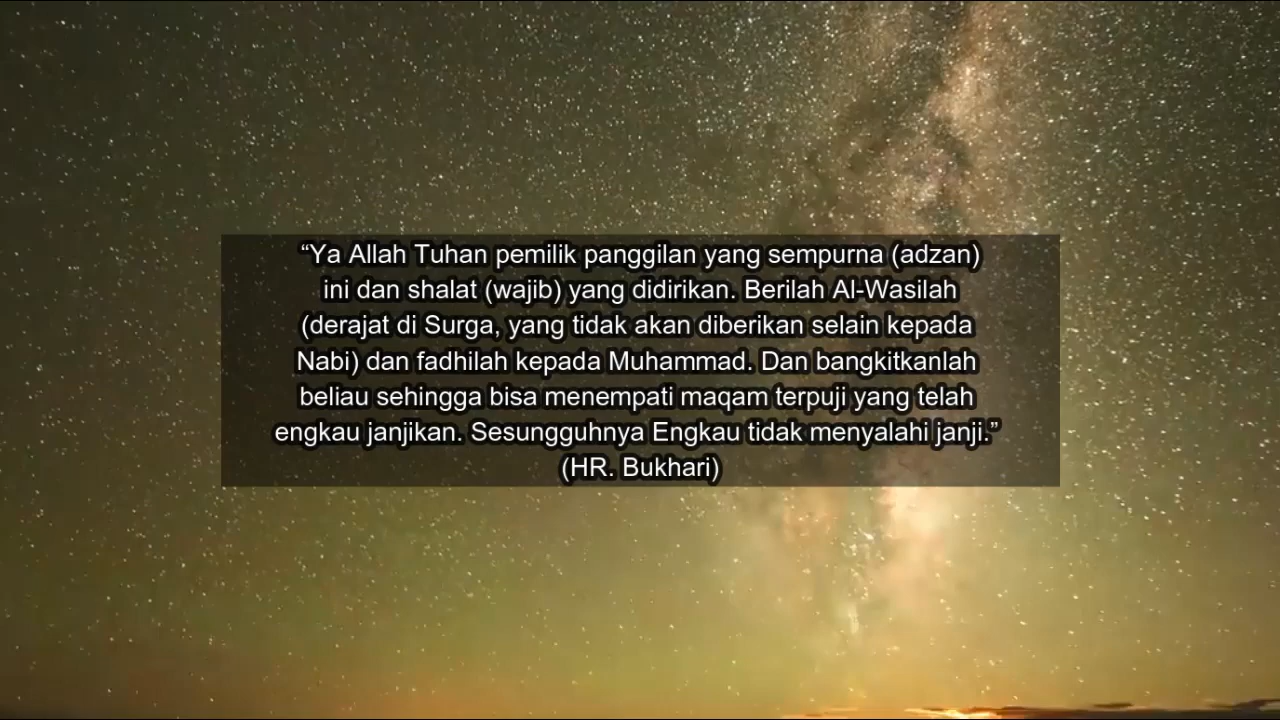 “Ya Allah Tuhan pemilik panggilan yang sempurna (adzan)
ini dan shalat (wajib) yang didirikan. Berilah Al-Wasilah
(derajat di Surga, yang tidak akan diberikan selain kepada
Nabi) dan fadhilah kepada Muhammad. Dan bangkitkanlah
beliau sehingga bisa menempati maqam terpuji yang telah
engkau janjikan. Sesungguhnya Engkau tidak menyalahi janji.”
(HR. Bukhari)